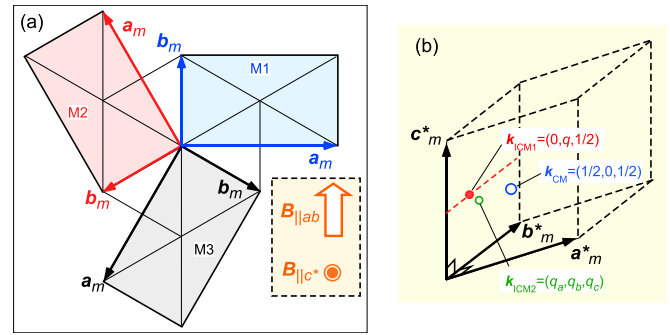 (a)
a_m
b_m
M1
M2
a_m
b_m
b_m
M3
a_m
B_||ab
B_||c*
(b)
c*_m
k_ICM1=(0,q,1/2)
k_CM=(1/2,0,1/2)
b*_m
a*_m
k_ICM2=(q_a,q_b,q_c)